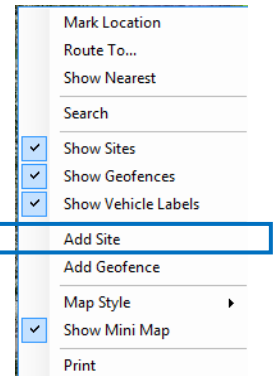 Mark Location
Route To...
Show Nearest
Search
Show Sites
Show Geofences
Show Vehicle Labels
Add Site
Add Geofence
Map Style
Show Mini Map
Print